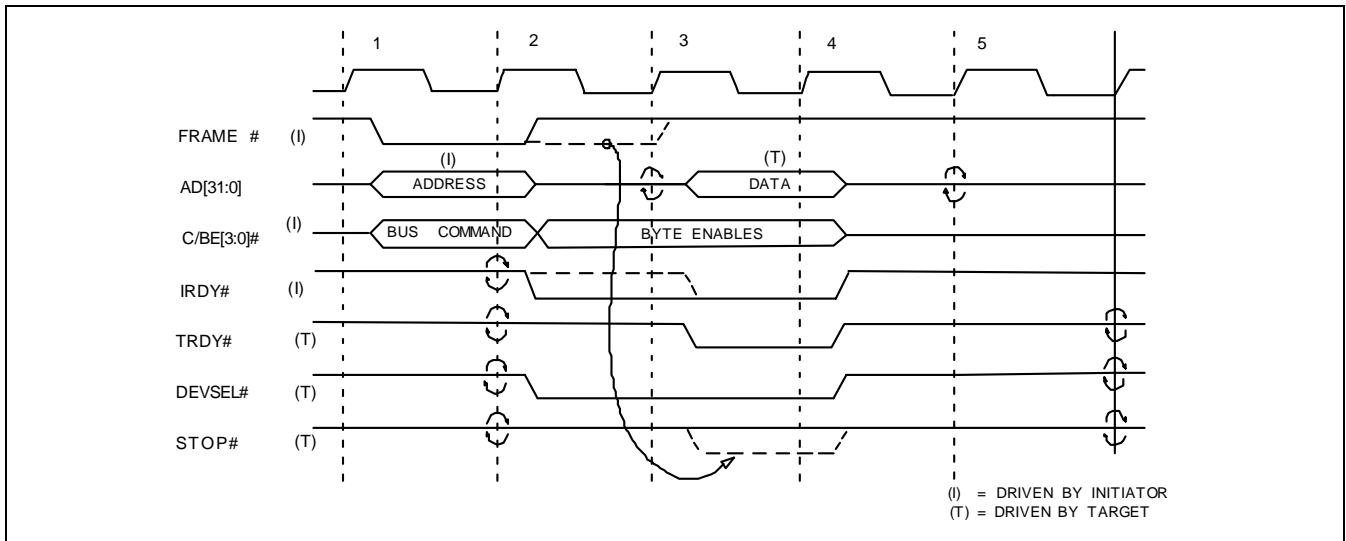 1 2 3 4 5
FRAME # (I)
(I) (T)
AD[31:0] ADDRESS DATA
C/BE[3:0]# (I) BUS COMMAND BYTE ENABLES
IRDY# (I)
TRDY# (T)
DEVSEL# (T)
STOP# (T)
(I) = DRIVEN BY INITIATOR
(T) = DRIVEN BY TARGET